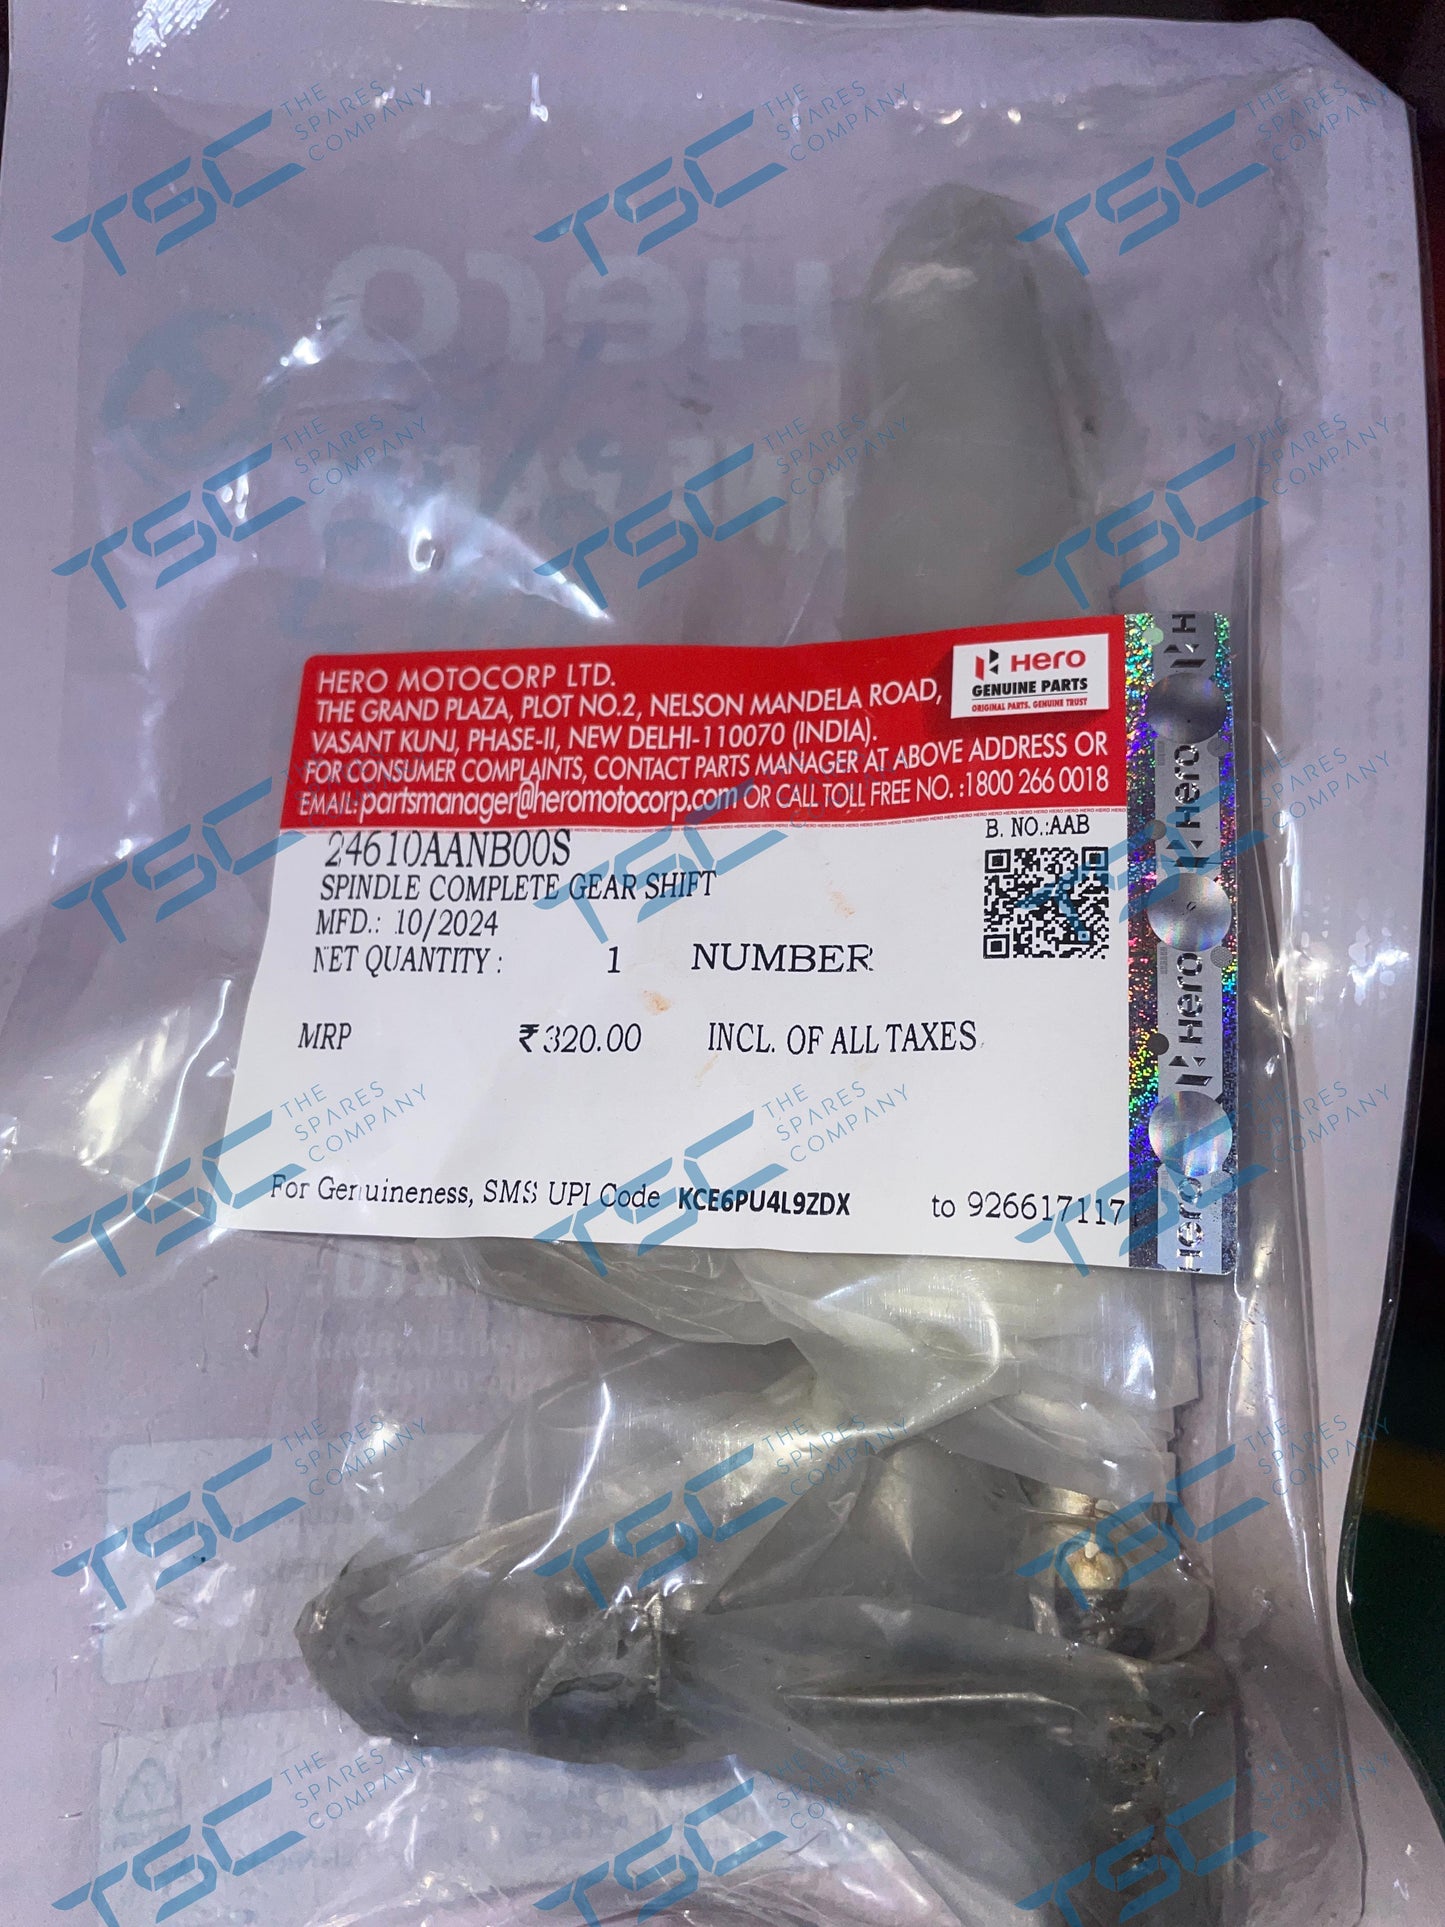 HERO MOTOCORP LTD.
THE GRAND PLAZA, PLOT NO.2, NELSON MANDELA ROAD,
VASANT KUNJ, PHASE-II, NEW DELHI-110070 (INDIA).
FOR CONSUMER COMPLAINTS, CONTACT PARTS MANAGER AT ABOVE ADDRESS OR
EMAIL:partsmanager@heromotocorp.com OR CALL TOLL FREE NO. :1800 266 0018
Hero
GENUINE PARTS
ORIGINAL PARTS. GENUINE TRUST
24610AANB00S
B. NO.:AAB
SPINDLE COMPLETE GEAR SHIFT
MFD.: 10/2024
NET QUANTITY : 1 NUMBER
MRP ₹320.00 INCL. OF ALL TAXES
For Genuineness, SMS UPI Code KCE6PU4L9ZDX to 926617117
Hero
Hero
Hero
Hero
TSC THE SPARES COMPANY